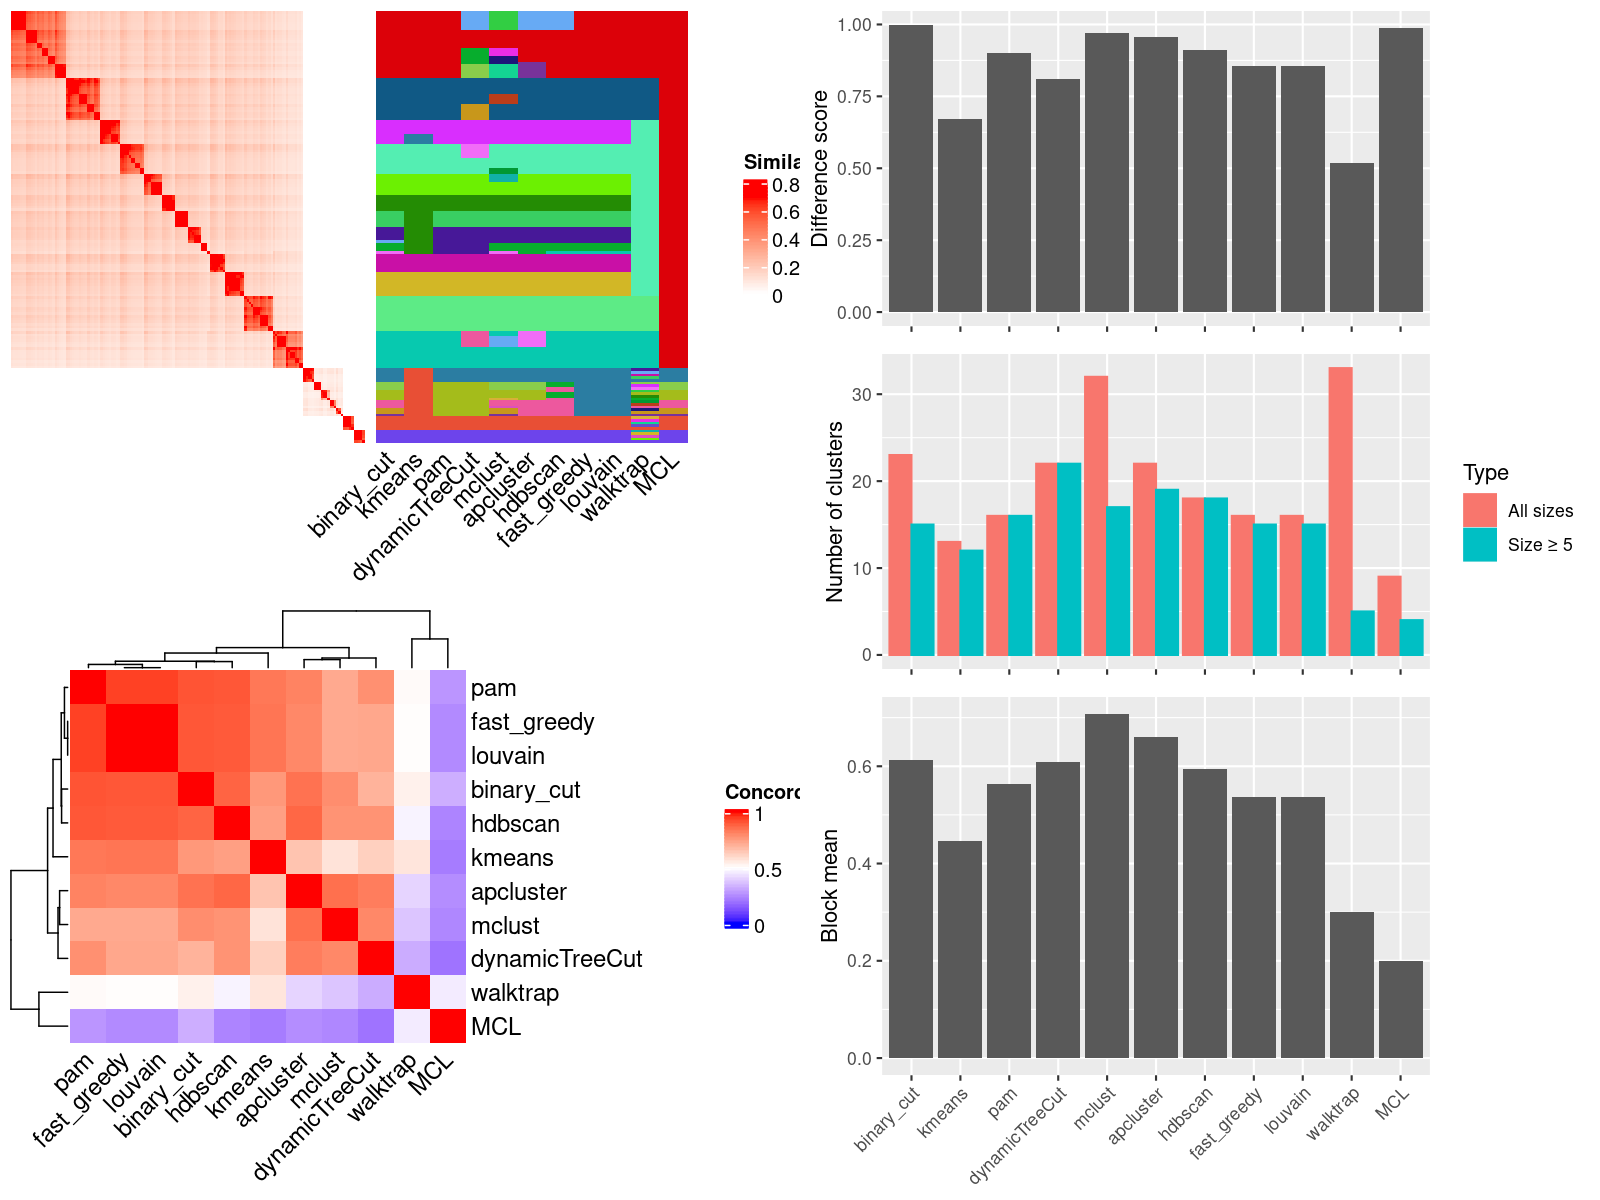 Simila
0.8
0.6
0.4
0.2
0
binary_cut
kmeans
pam
dynamicTreeCut
mclust
apcluster
hdbscan
fast_greedy
louvain
walktrap
MCL
pam
fast_greedy
louvain
binary_cut
hdbscan
kmeans
apcluster
mclust
dynamicTreeCut
walktrap
MCL
Concord
1
0.5
0
pam
fast_greedy
louvain
binary_cut
hdbscan
kmeans
apcluster
mclust
dynamicTreeCut
walktrap
MCL
Difference score
1.00
0.75
0.50
0.25
0.00
Number of clusters
30
20
10
0
Type
All sizes
Size ≥ 5
Block mean
0.6
0.4
0.2
0.0
binary_cut
kmeans
pam
dynamicTreeCut
mclust
apcluster
hdbscan
fast_greedy
louvain
walktrap
MCL